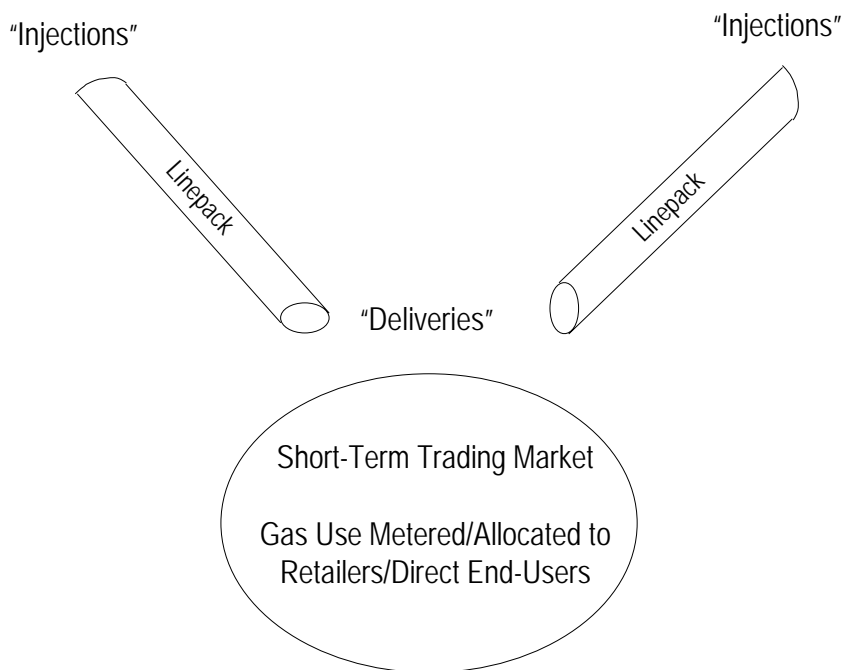 “Injections”
“Injections”
Linepack
Linepack
“Deliveries”
Short-Term Trading Market
Gas Use Metered/Allocated to
Retailers/Direct End-Users